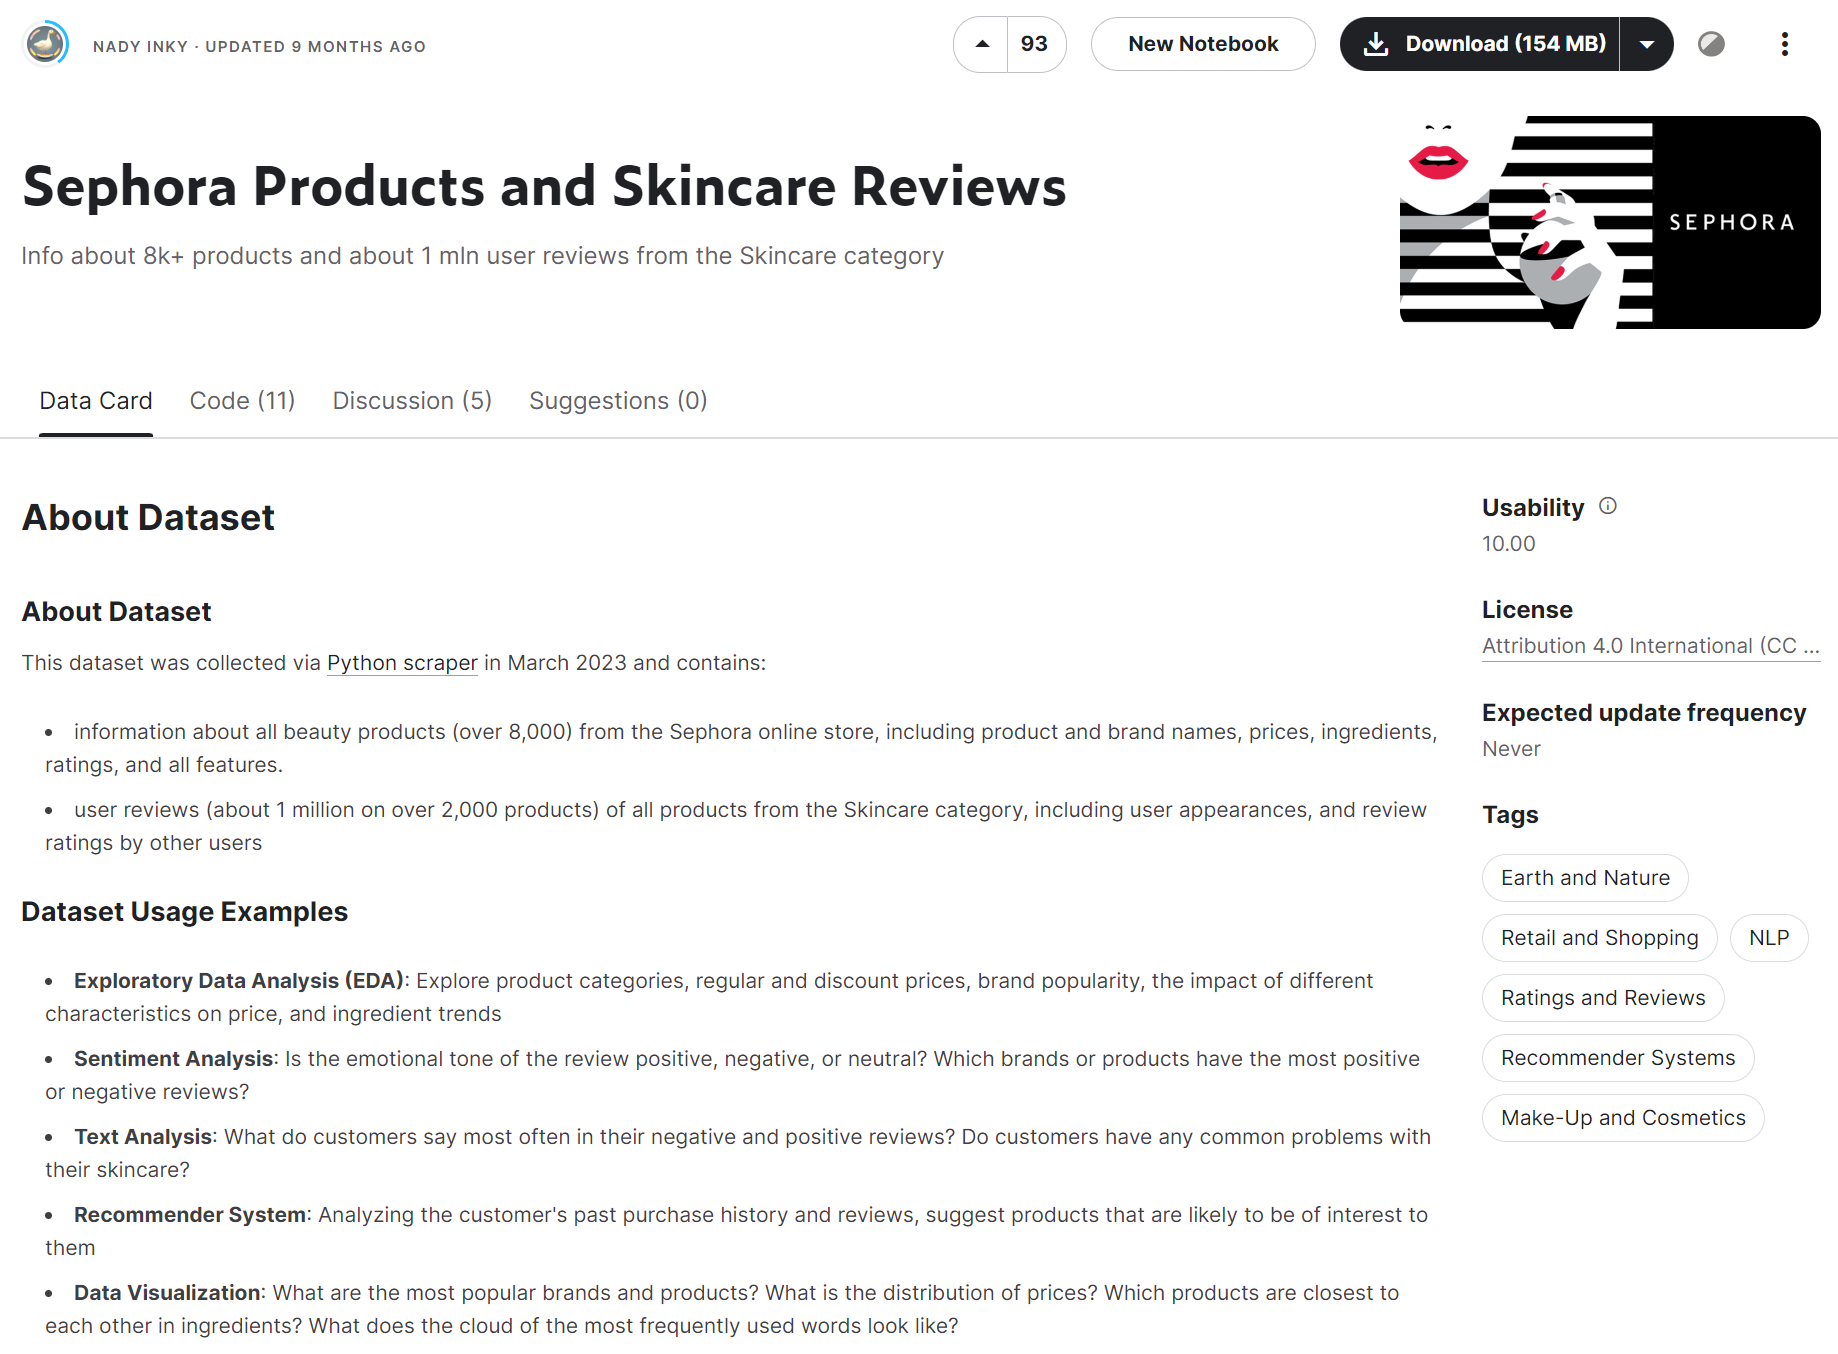 NADY INKY · UPDATED 9 MONTHS AGO
93
New Notebook
Download (154 MB)
Sephora Products and Skincare Reviews
Info about 8k+ products and about 1 mln user reviews from the Skincare category
SEPHORA
Data Card
Code (11)
Discussion (5)
Suggestions (0)
About Dataset
About Dataset
This dataset was collected via Python scraper in March 2023 and contains:
• information about all beauty products (over 8,000) from the Sephora online store, including product and brand names, prices, ingredients,
ratings, and all features.
• user reviews (about 1 million on over 2,000 products) of all products from the Skincare category, including user appearances, and review
ratings by other users
Dataset Usage Examples
• Exploratory Data Analysis (EDA): Explore product categories, regular and discount prices, brand popularity, the impact of different
characteristics on price, and ingredient trends
• Sentiment Analysis: Is the emotional tone of the review positive, negative, or neutral? Which brands or products have the most positive
or negative reviews?
• Text Analysis: What do customers say most often in their negative and positive reviews? Do customers have any common problems with
their skincare?
• Recommender System: Analyzing the customer's past purchase history and reviews, suggest products that are likely to be of interest to
them
• Data Visualization: What are the most popular brands and products? What is the distribution of prices? Which products are closest to
each other in ingredients? What does the cloud of the most frequently used words look like?
Usability
10.00
License
Attribution 4.0 International (CC ...
Expected update frequency
Never
Tags
Earth and Nature
Retail and Shopping
NLP
Ratings and Reviews
Recommender Systems
Make-Up and Cosmetics